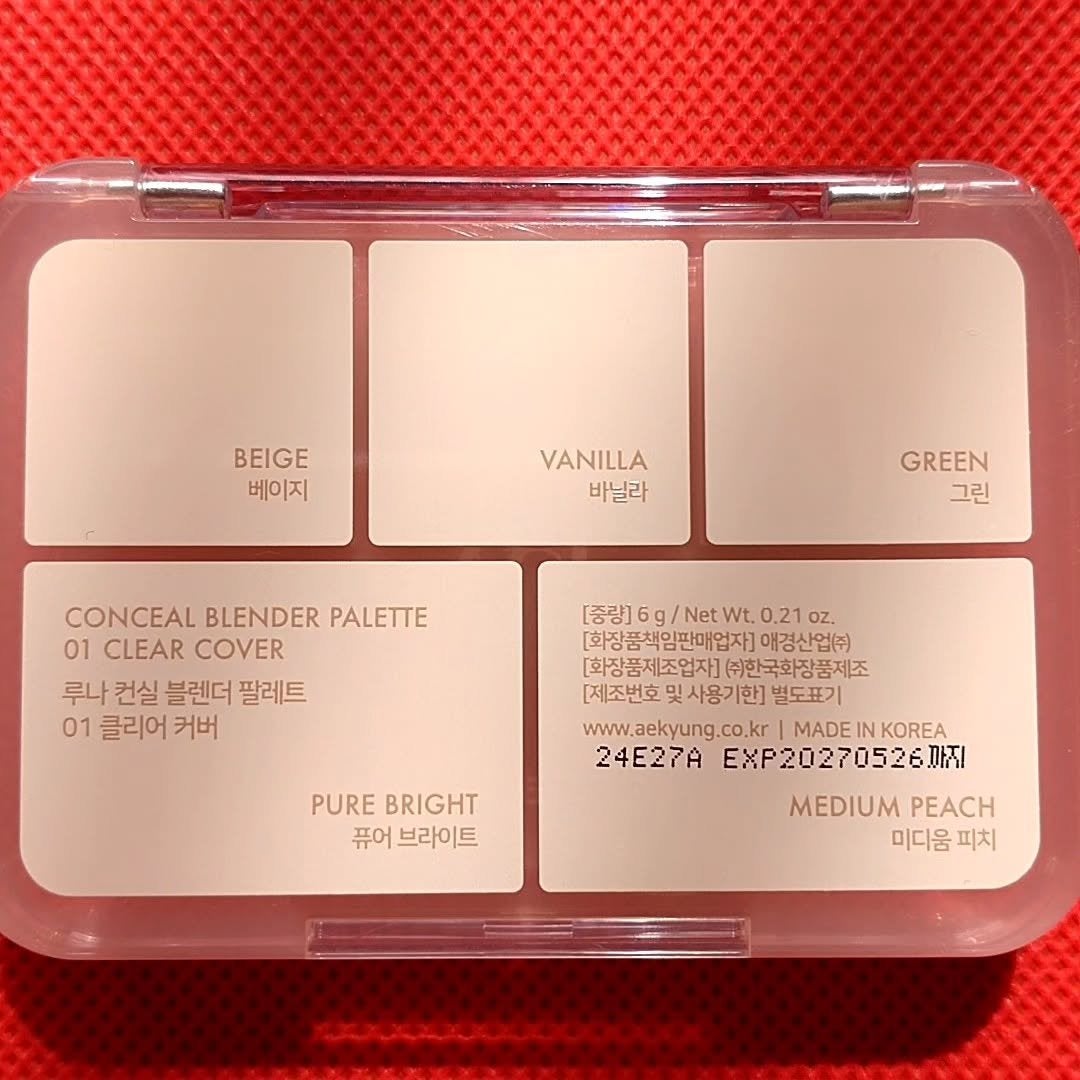 BEIGE
베이지
VANILLA
바닐라
GREEN
그린
CONCEAL BLENDER PALETTE
01 CLEAR COVER
루나 컨실 블렌더 팔레트
01 클리어 커버
PURE BRIGHT
퓨어 브라이트
[중량] 6 g / Net Wt. 0.21 oz.
[화장품책임판매업자] 애경산업㈜
[화장품제조업자] ㈜한국화장품제조
[제조번호 및 사용기한] 별도표기
www.aekyung.co.kr | MADE IN KOREA
24E27A EXP20270526까지
MEDIUM PEACH
미디움 피치